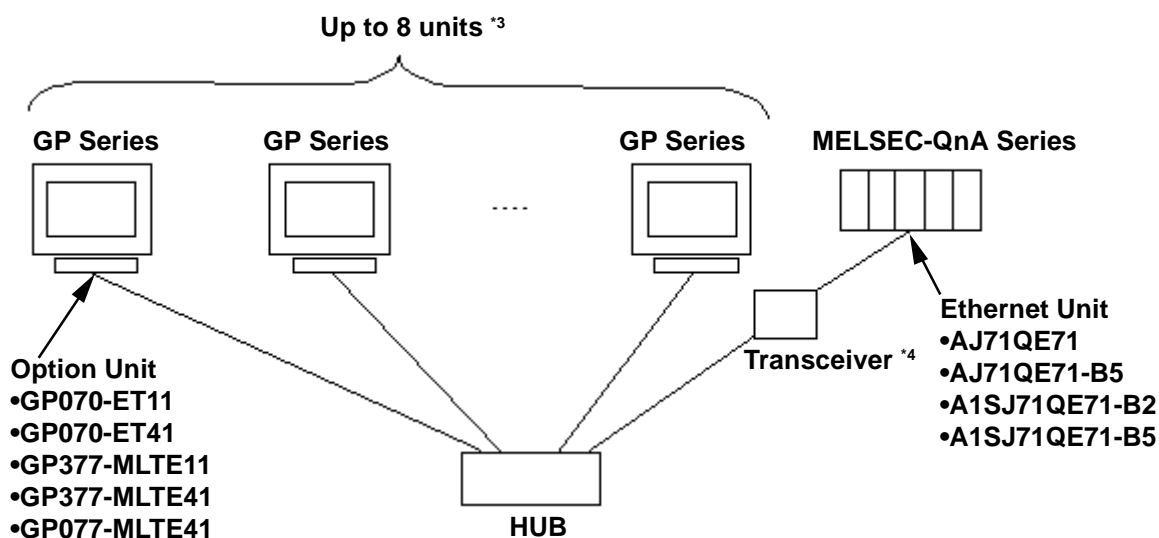 Up to 8 units *3
GP Series
GP Series
GP Series
MELSEC-QnA Series
....
Option Unit
•GP070-ET11
•GP070-ET41
•GP377-MLTE11
•GP377-MLTE41
•GP077-MLTE41
HUB
Transceiver *4
Ethernet Unit
•AJ71QE71
•AJ71QE71-B5
•A1SJ71QE71-B2
•A1SJ71QE71-B5